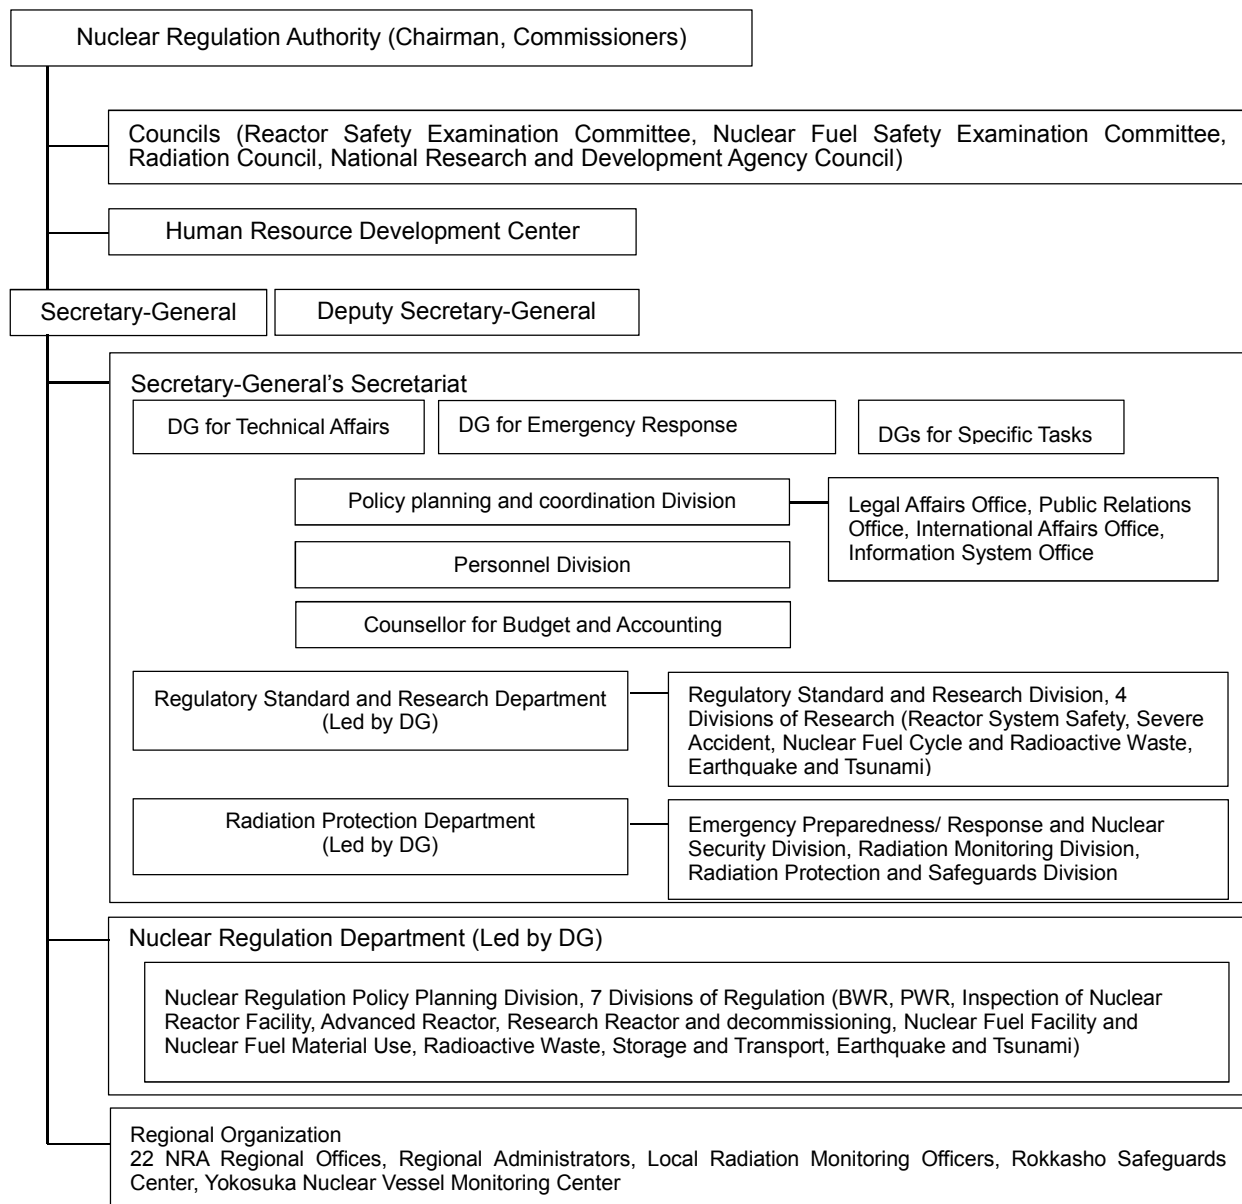 Nuclear Regulation Authority (Chairman, Commissioners)
Councils (Reactor Safety Examination Committee, Nuclear Fuel Safety Examination Committee,
Radiation Council, National Research and Development Agency Council)
Human Resource Development Center
Secretary-General
Deputy Secretary-General
Secretary-General’s Secretariat
DG for Technical Affairs
DG for Emergency Response
DGs for Specific Tasks
Policy planning and coordination Division
Legal Affairs Office, Public Relations
Office, International Affairs Office,
Information System Office
Personnel Division
Counsellor for Budget and Accounting
Regulatory Standard and Research Department
(Led by DG)
Regulatory Standard and Research Division, 4
Divisions of Research (Reactor System Safety, Severe
Accident, Nuclear Fuel Cycle and Radioactive Waste,
Earthquake and Tsunami)
Radiation Protection Department
(Led by DG)
Emergency Preparedness/ Response and Nuclear
Security Division, Radiation Monitoring Division,
Radiation Protection and Safeguards Division
Nuclear Regulation Department (Led by DG)
Nuclear Regulation Policy Planning Division, 7 Divisions of Regulation (BWR, PWR, Inspection of Nuclear
Reactor Facility, Advanced Reactor, Research Reactor and decommissioning, Nuclear Fuel Facility and
Nuclear Fuel Material Use, Radioactive Waste, Storage and Transport, Earthquake and Tsunami)
Regional Organization
22 NRA Regional Offices, Regional Administrators, Local Radiation Monitoring Officers, Rokkasho Safeguards
Center, Yokosuka Nuclear Vessel Monitoring Center